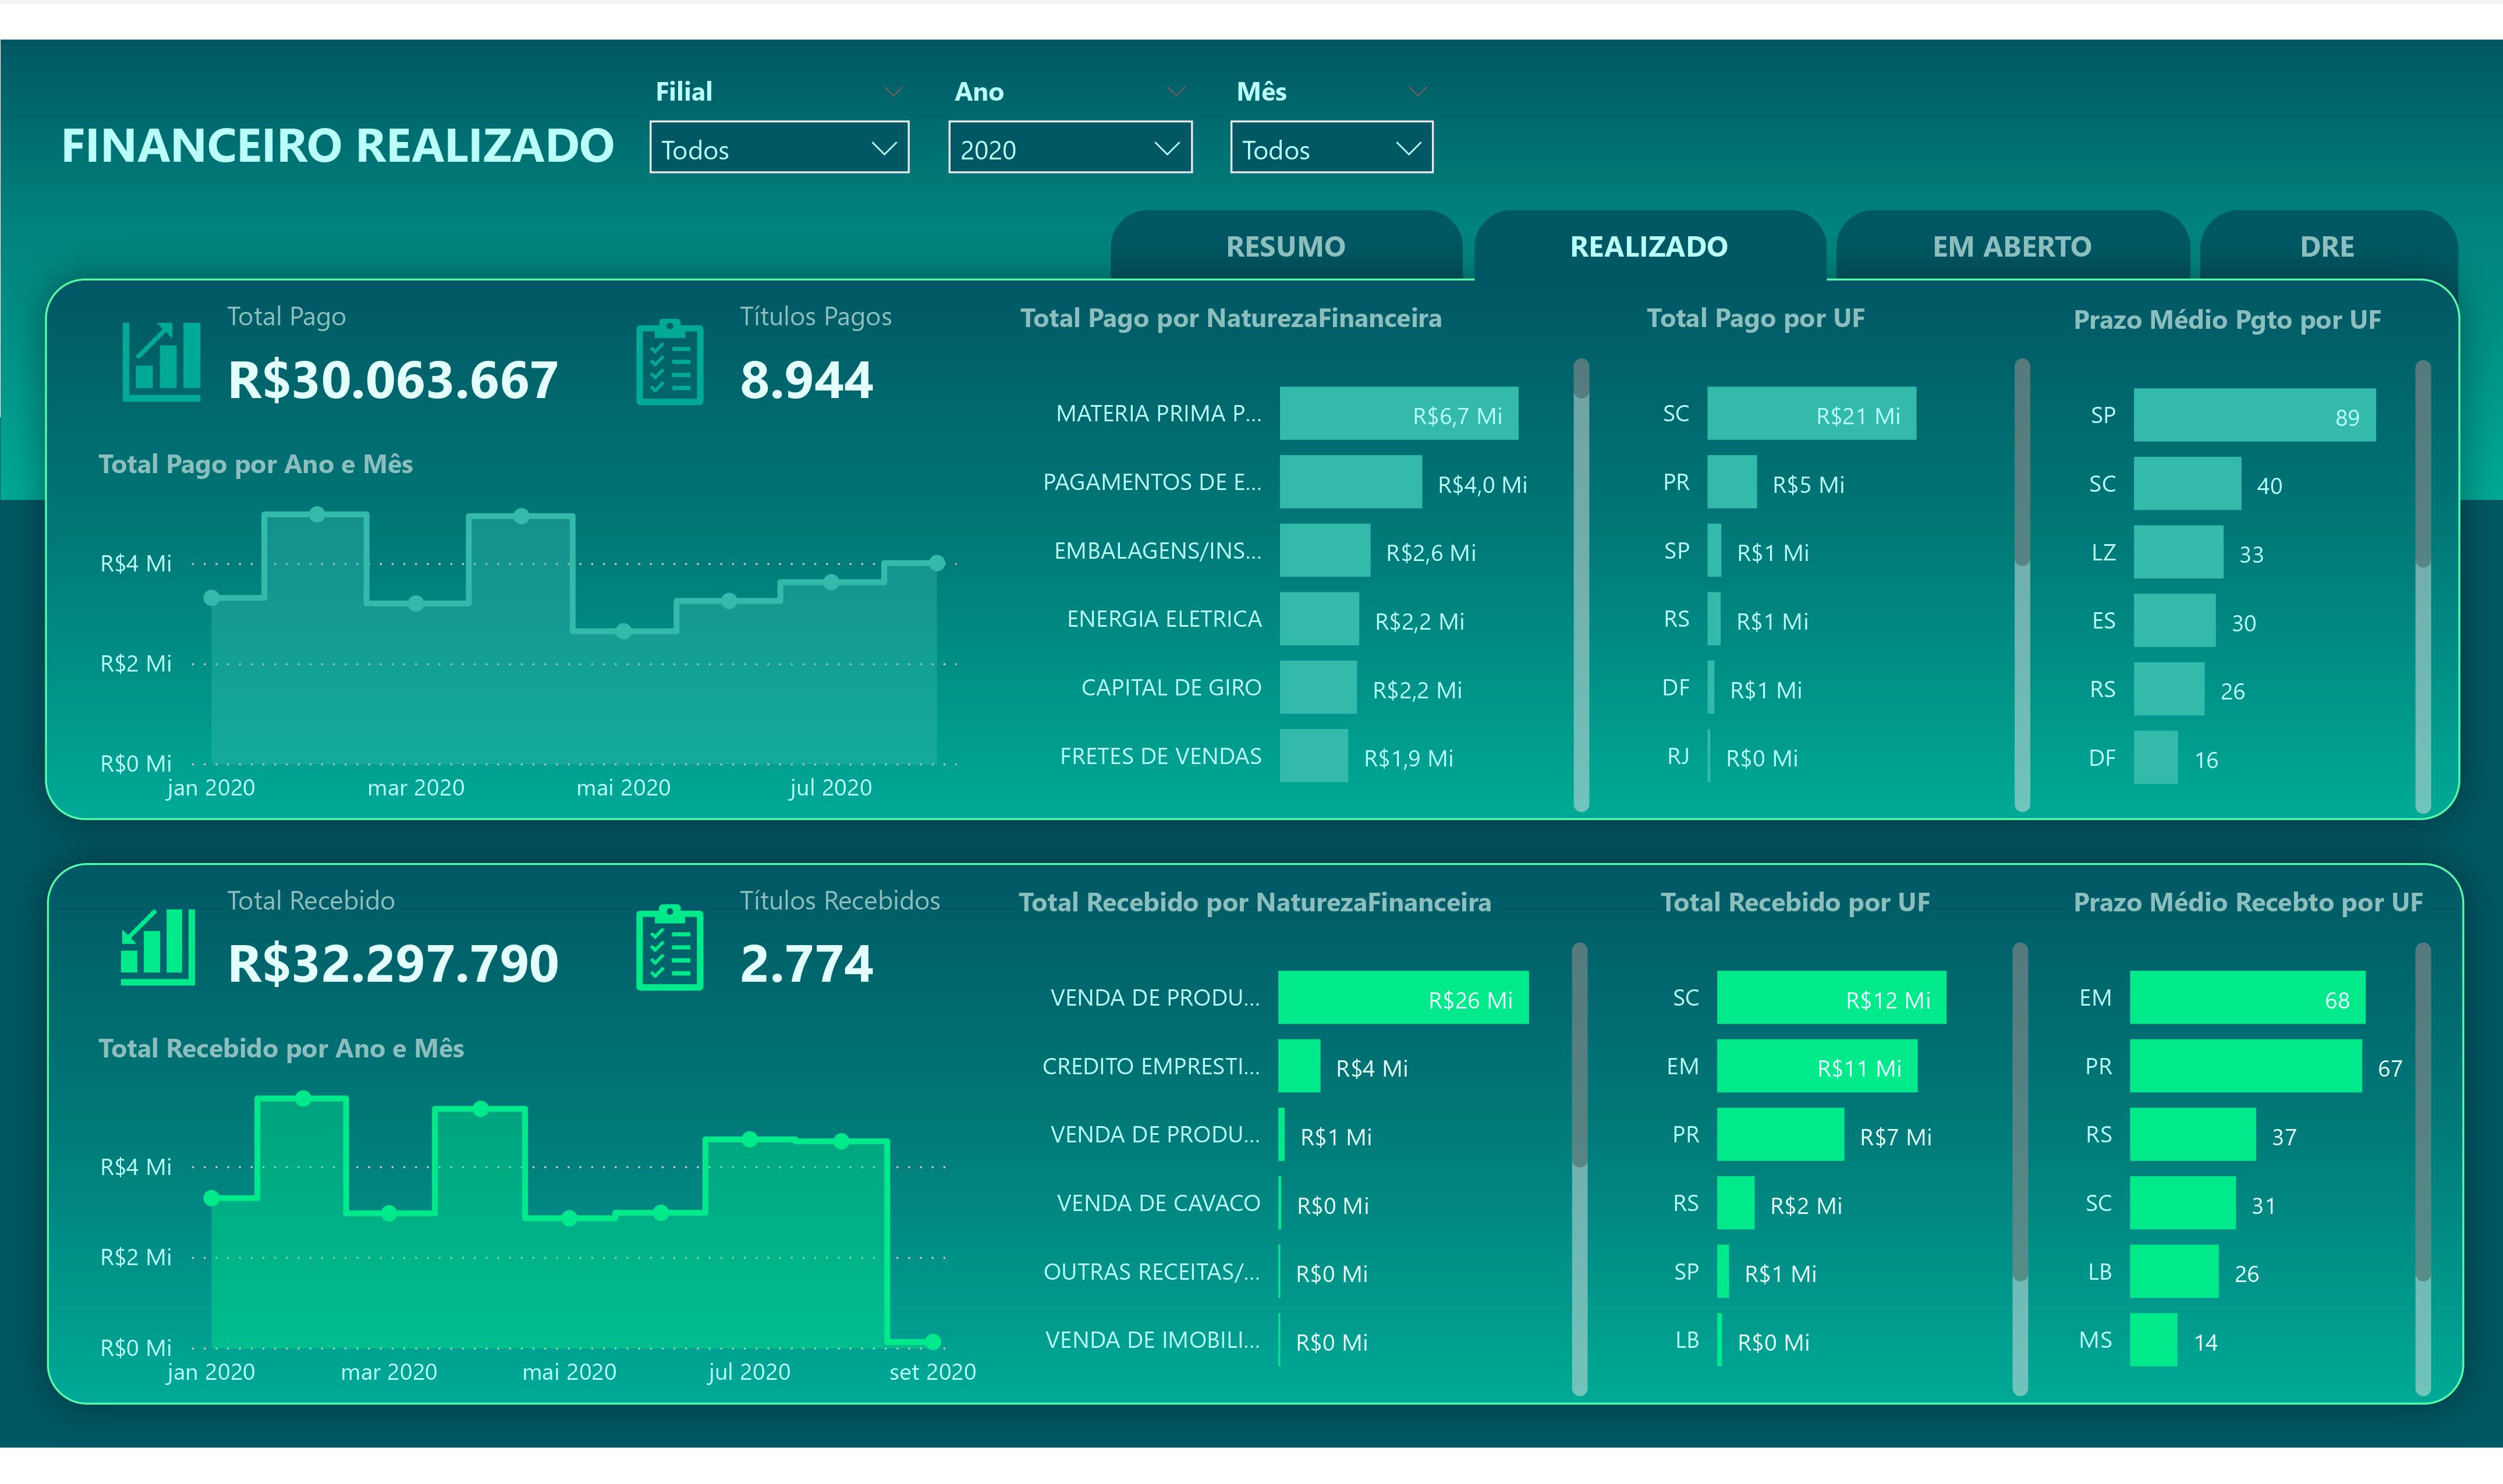 FINANCEIRO REALIZADO
Filial
Todos
Ano
2020
Mês
Todos
RESUMO
REALIZADO
EM ABERTO
DRE
Total Pago
R$30.063.667
Títulos Pagos
8.944
Total Pago por Ano e Mês
R$4 Mi
R$2 Mi
R$0 Mi
jan 2020
mar 2020
mai 2020
jul 2020
Total Pago por NaturezaFinanceira
MATERIA PRIMA P... R$6,7 Mi
PAGAMENTOS DE E... R$4,0 Mi
EMBALAGENS/INS... R$2,6 Mi
ENERGIA ELETRICA R$2,2 Mi
CAPITAL DE GIRO R$2,2 Mi
FRETES DE VENDAS R$1,9 Mi
Total Pago por UF
SC R$21 Mi
PR R$5 Mi
SP R$1 Mi
RS R$1 Mi
DF R$1 Mi
RJ R$0 Mi
Prazo Médio Pgto por UF
SP 89
SC 40
LZ 33
ES 30
RS 26
DF 16
Total Recebido
R$32.297.790
Títulos Recebidos
2.774
Total Recebido por Ano e Mês
R$4 Mi
R$2 Mi
R$0 Mi
jan 2020
mar 2020
mai 2020
jul 2020
set 2020
Total Recebido por NaturezaFinanceira
VENDA DE PRODU... R$26 Mi
CREDITO EMPRESTI... R$4 Mi
VENDA DE PRODU... R$1 Mi
VENDA DE CAVACO R$0 Mi
OUTRAS RECEITAS/... R$0 Mi
VENDA DE IMOBILI... R$0 Mi
Total Recebido por UF
SC R$12 Mi
EM R$11 Mi
PR R$7 Mi
RS R$2 Mi
SP R$1 Mi
LB R$0 Mi
Prazo Médio Recebto por UF
EM 68
PR 67
RS 37
SC 31
LB 26
MS 14